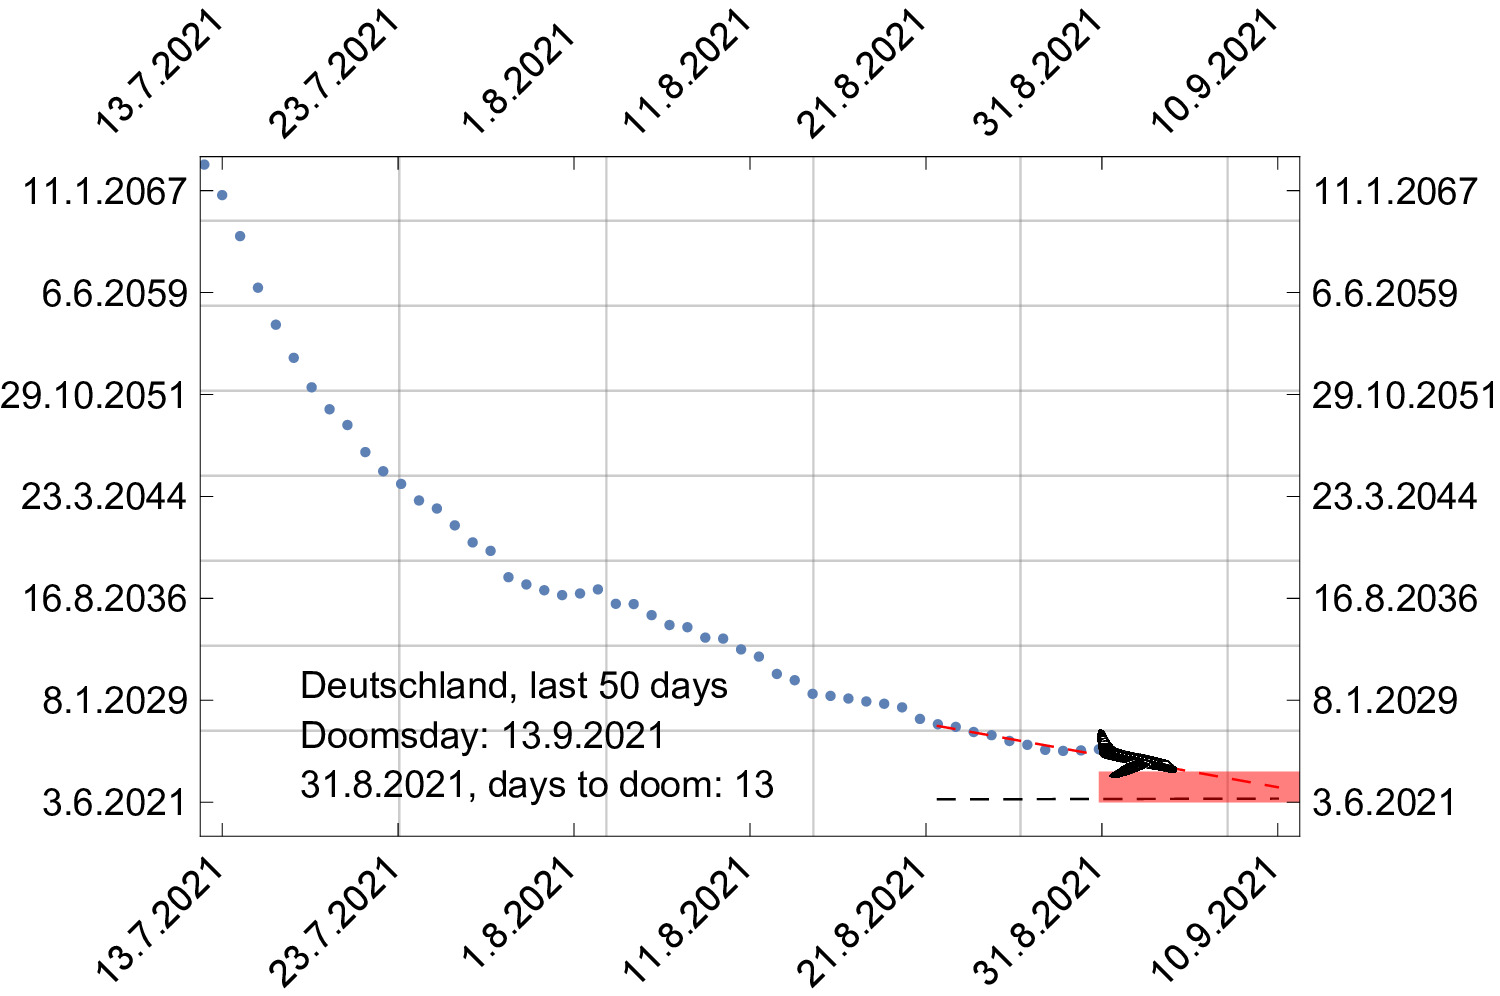 13.7.2021 23.7.2021 1.8.2021 11.8.2021 21.8.2021 31.8.2021 10.9.2021
11.1.2067 11.1.2067
6.6.2059 6.6.2059
29.10.2051 29.10.2051
23.3.2044 23.3.2044
16.8.2036 16.8.2036
8.1.2029 8.1.2029
3.6.2021 3.6.2021
Deutschland, last 50 days
Doomsday: 13.9.2021
31.8.2021, days to doom: 13
13.7.2021 23.7.2021 1.8.2021 11.8.2021 21.8.2021 31.8.2021 10.9.2021